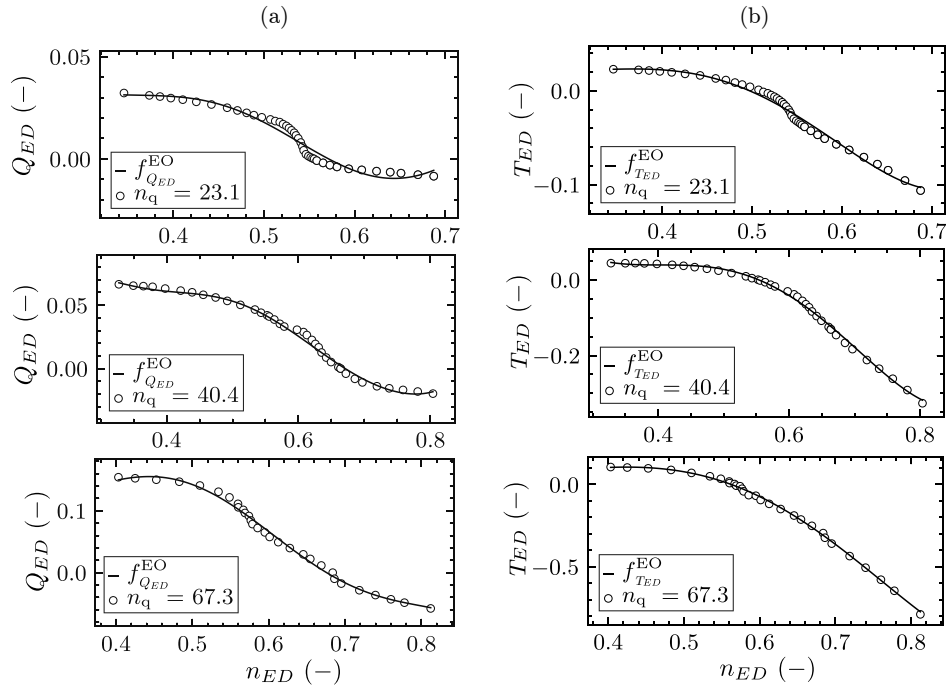 (a)
(b)
Q_ED (−)
0.05
0.00
− f^EO_Q_ED
○ n_q = 23.1
0.4 0.5 0.6 0.7
T_ED (−)
0.0
−0.1
− f^EO_T_ED
○ n_q = 23.1
0.4 0.5 0.6 0.7
Q_ED (−)
0.05
0.00
− f^EO_Q_ED
○ n_q = 40.4
0.4 0.6 0.8
T_ED (−)
0.0
−0.2
− f^EO_T_ED
○ n_q = 40.4
0.4 0.6 0.8
Q_ED (−)
0.1
0.0
− f^EO_Q_ED
○ n_q = 67.3
0.4 0.5 0.6 0.7 0.8
n_ED (−)
T_ED (−)
0.0
−0.5
− f^EO_T_ED
○ n_q = 67.3
0.4 0.5 0.6 0.7 0.8
n_ED (−)